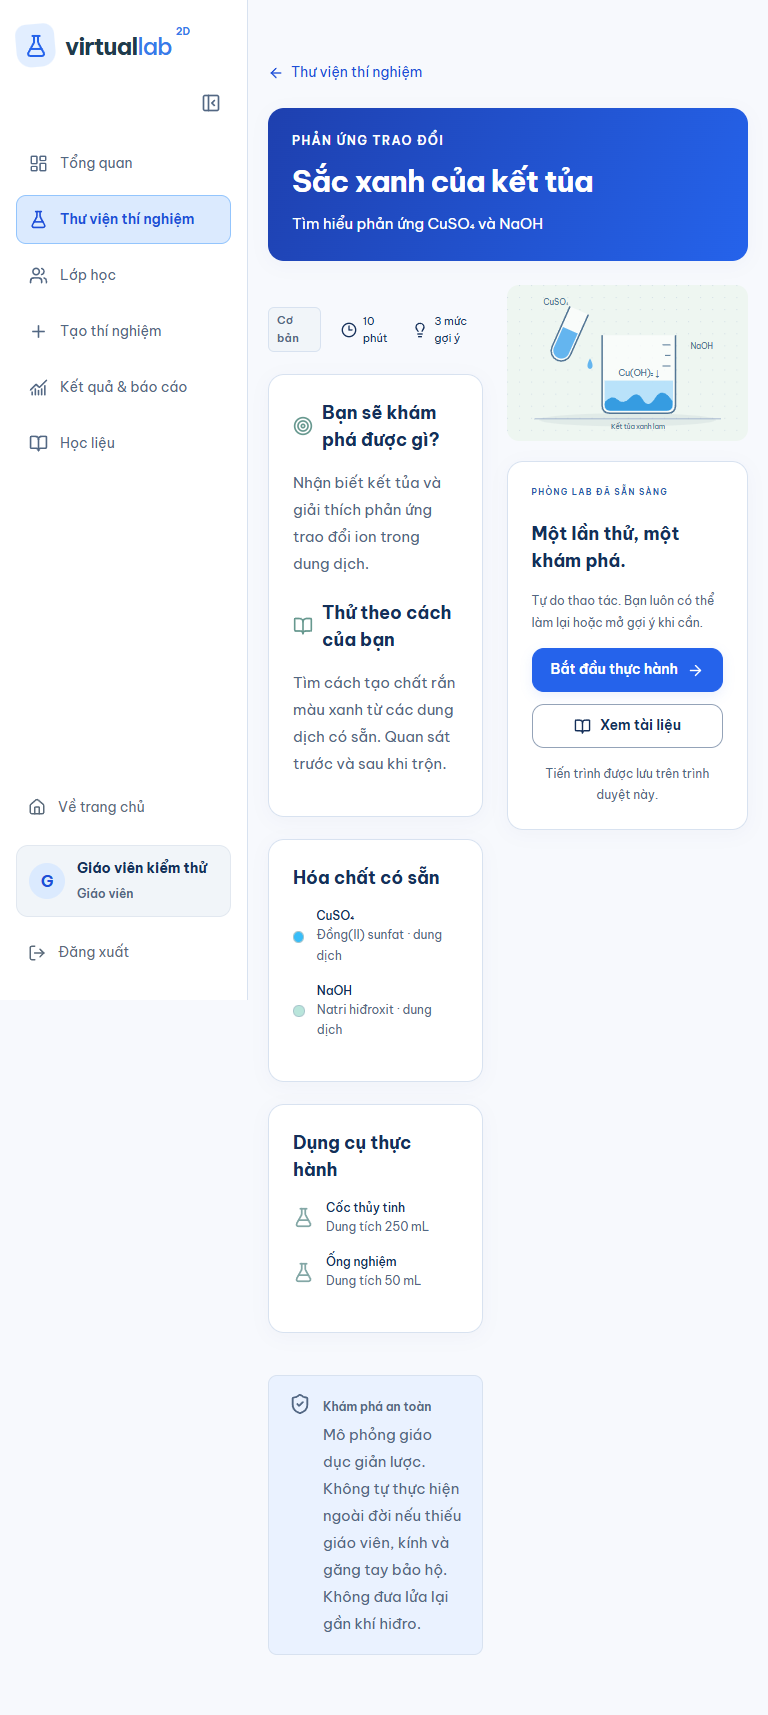 virtuallab 2D
Tổng quan
Thư viện thí nghiệm
Lớp học
Tạo thí nghiệm
Kết quả & báo cáo
Học liệu
Về trang chủ
G
Giáo viên kiểm thử
Giáo viên
Đăng xuất
Thư viện thí nghiệm
PHẢN ỨNG TRAO ĐỔI
Sắc xanh của kết tủa
Tìm hiểu phản ứng CuSO₄ và NaOH
Cơ
bản
10
phút
3 mức
gợi ý
Bạn sẽ khám
phá được gì?
Nhận biết kết tủa và
giải thích phản ứng
trao đổi ion trong
dung dịch.
Thử theo cách
của bạn
Tìm cách tạo chất rắn
màu xanh từ các dung
dịch có sẵn. Quan sát
trước và sau khi trộn.
Hóa chất có sẵn
CuSO₄
Đồng(II) sunfat · dung
dịch
NaOH
Natri hiđroxit · dung
dịch
Dụng cụ thực
hành
Cốc thủy tinh
Dung tích 250 mL
Ống nghiệm
Dung tích 50 mL
Khám phá an toàn
Mô phỏng giáo
dục giản lược.
Không tự thực hiện
ngoài đời nếu thiếu
giáo viên, kính và
găng tay bảo hộ.
Không đưa lửa lại
gần khí hiđro.
CuSO₄
NaOH
Cu(OH)₂↓
Kết tủa xanh lam
PHÒNG LAB ĐÃ SẴN SÀNG
Một lần thử, một
khám phá.
Tự do thao tác. Bạn luôn có thể
làm lại hoặc mở gợi ý khi cần.
Bắt đầu thực hành
Xem tài liệu
Tiến trình được lưu trên trình
duyệt này.